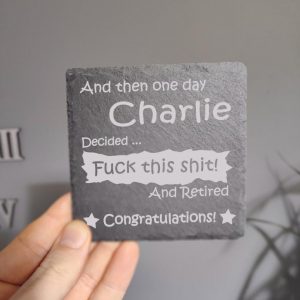 And then one day
Charlie
Decided ...
Fuck this shit!
And Retired
Congratulations!